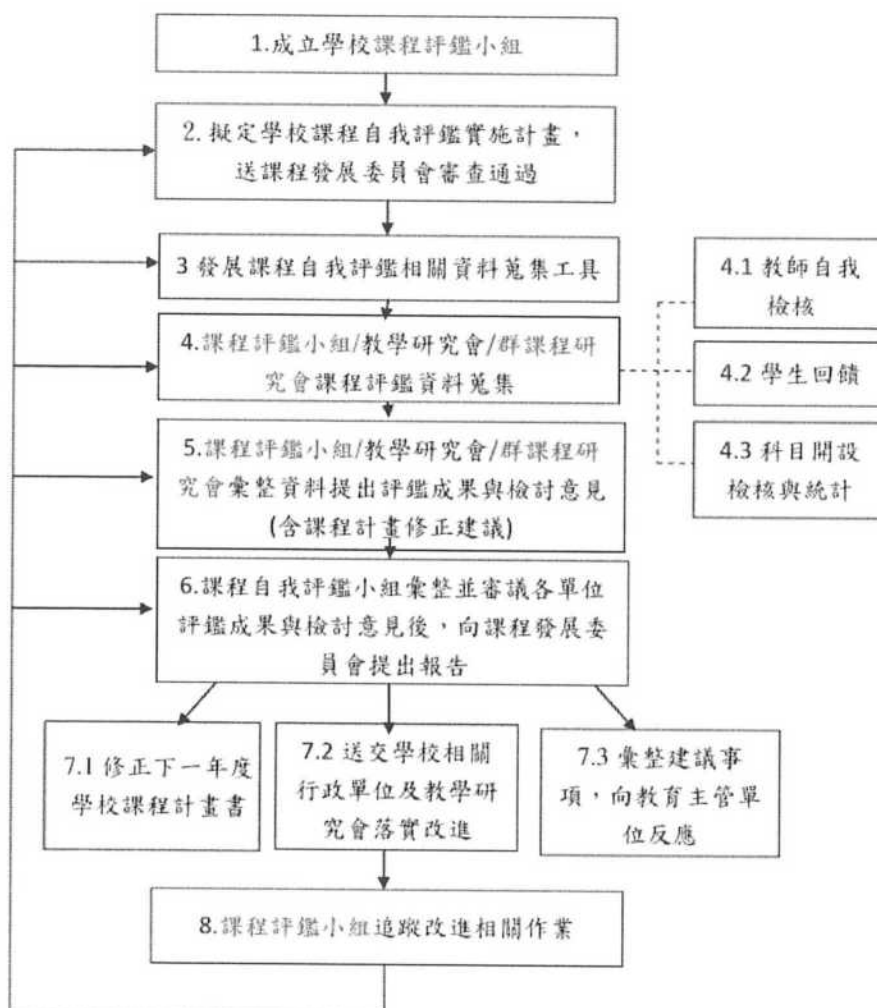 1.成立學校課程評鑑小組
2. 擬定學校課程自我評鑑實施計畫，
送課程發展委員會審查通過
3 發展課程自我評鑑相關資料蒐集工具
4.課程評鑑小組/教學研究會/群課程研
究會課程評鑑資料蒐集
4.1 教師自我
檢核
4.2 學生回饋
4.3 科目開設
檢核與統計
5.課程評鑑小組/教學研究會/群課程研
究會彙整資料提出評鑑成果與檢討意見
(含課程計畫修正建議)
6.課程自我評鑑小組彙整並審議各單位
評鑑成果與檢討意見後，向課程發展委
員會提出報告
7.1 修正下一年度
學校課程計畫書
7.2 送交學校相關
行政單位及教學研
究會落實改進
7.3 彙整建議事
項，向教育主管單
位反應
8.課程評鑑小組追蹤改進相關作業